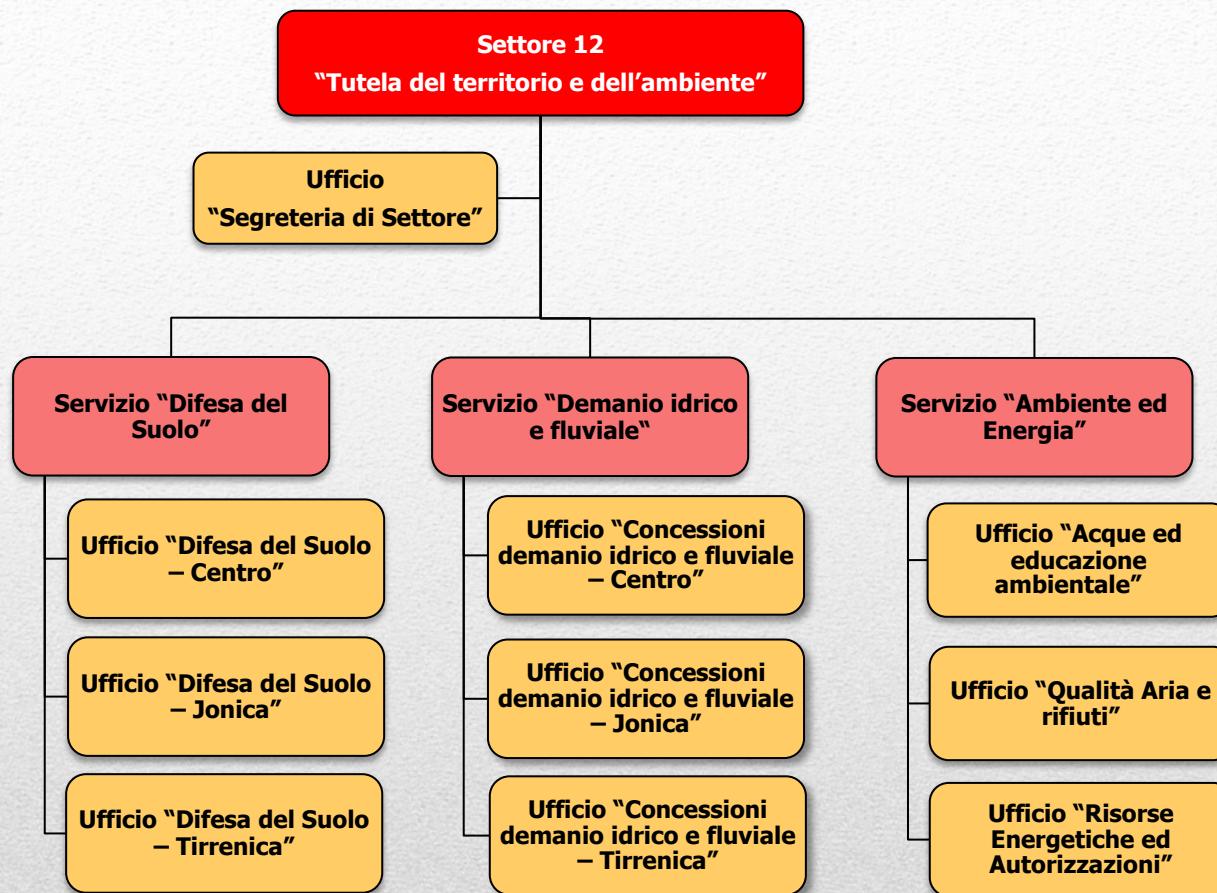 Settore 12
“Tutela del territorio e dell’ambiente”
Ufficio
“Segreteria di Settore”
Servizio “Difesa del
Suolo”
Ufficio “Difesa del Suolo
– Centro”
Ufficio “Difesa del Suolo
– Jonica”
Ufficio “Difesa del Suolo
– Tirrenica”
Servizio “Demanio idrico
e fluviale“
Ufficio “Concessioni
demanio idrico e fluviale
– Centro”
Ufficio “Concessioni
demanio idrico e fluviale
– Jonica”
Ufficio “Concessioni
demanio idrico e fluviale
– Tirrenica”
Servizio “Ambiente ed
Energia”
Ufficio “Acque ed
educazione
ambientale”
Ufficio “Qualità Aria e
rifiuti”
Ufficio “Risorse
Energetiche ed
Autorizzazioni”